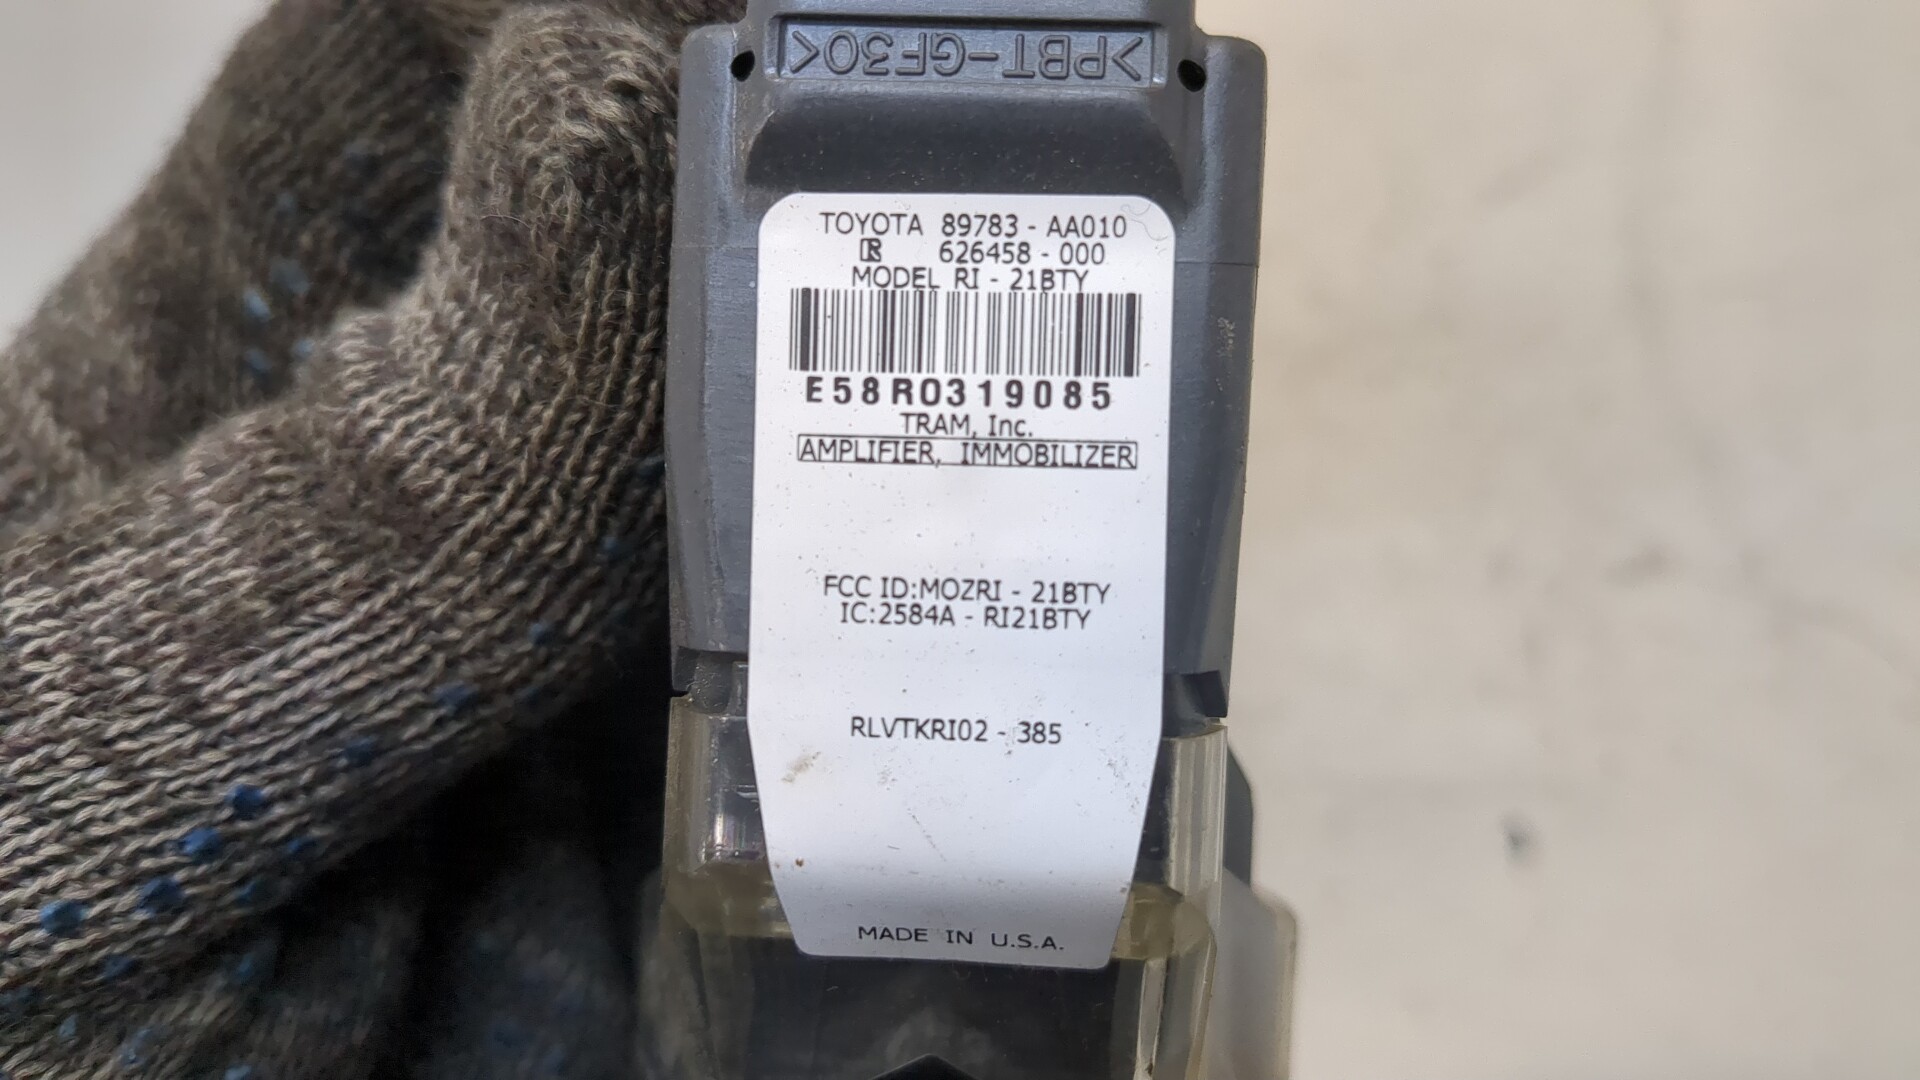 >PBT-GF30<
TOYOTA 89783 - AA010
R 626458 - 000
MODEL RI - 21BTY
E58R0319085
TRAM, Inc.
AMPLIFIER, IMMOBILIZER
FCC ID:MOZRI - 21BTY
IC:2584A - RI21BTY
RLVTKRI02 - 385
MADE IN U.S.A.